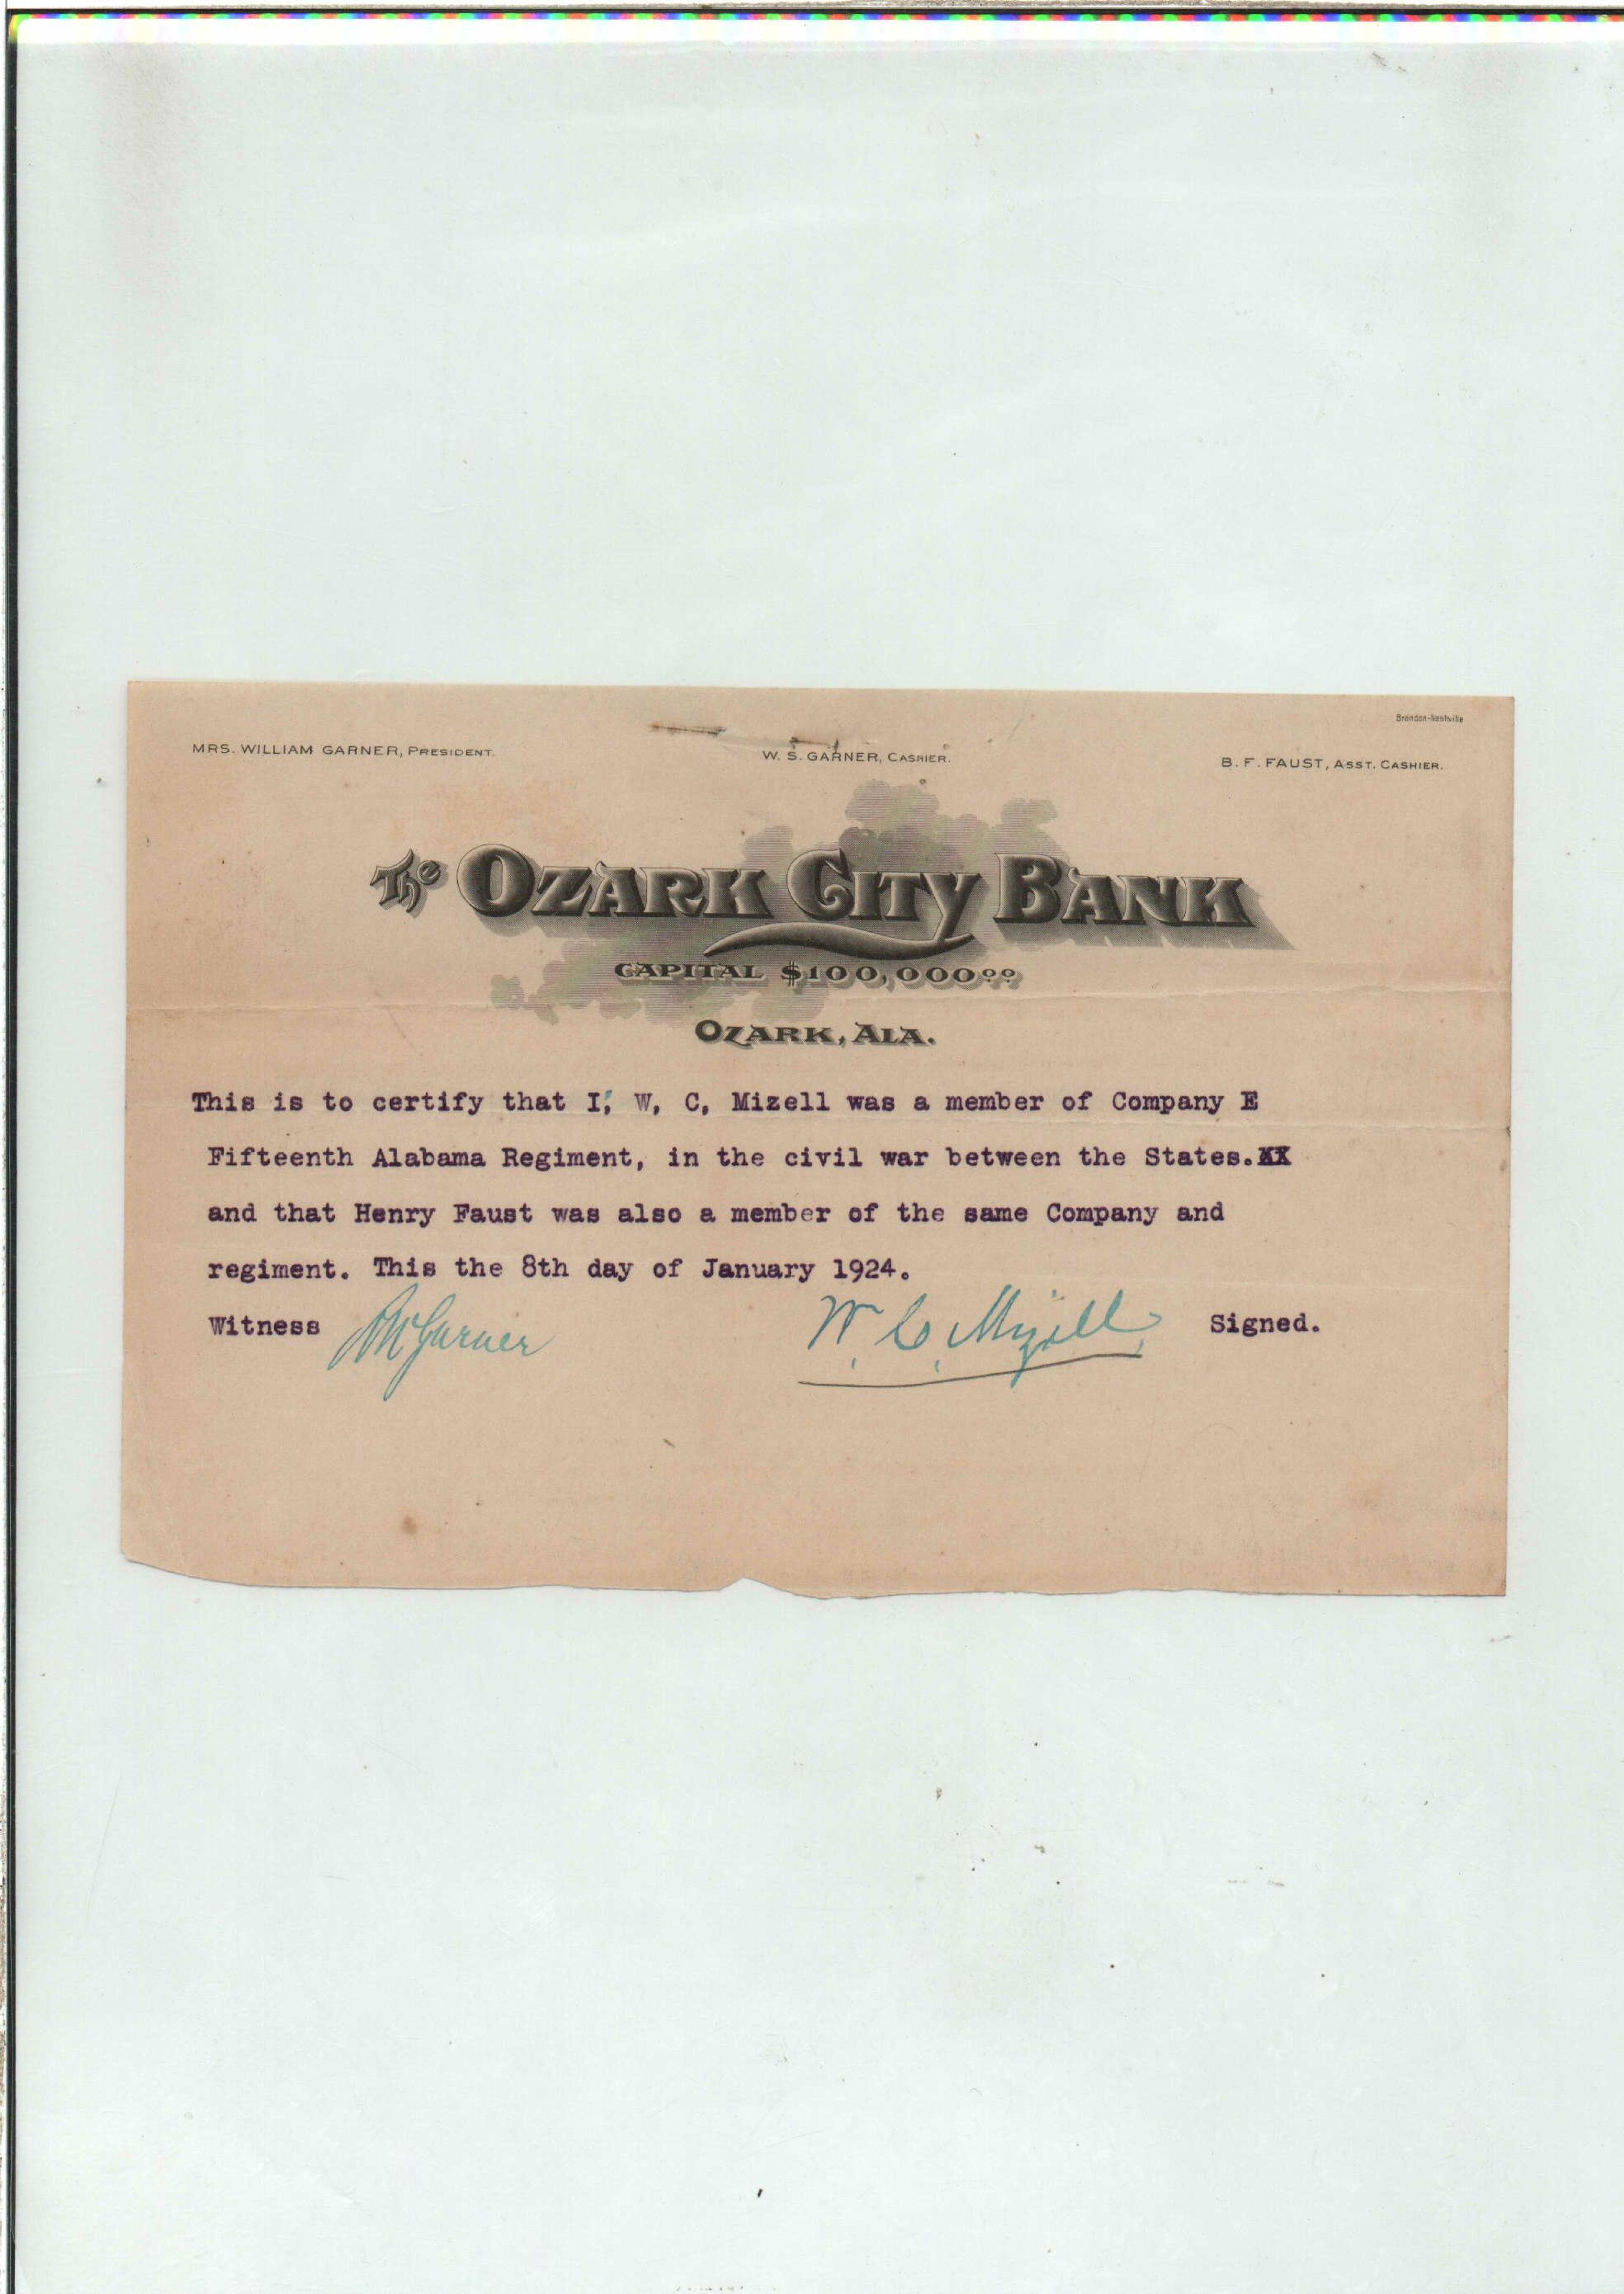 Brandon-Nashville
MRS. WILLIAM GARNER, PRESIDENT.
W. S. GARNER, CASHIER.
B. F. FAUST, ASST. CASHIER.
The OZARK CITY BANK
CAPITAL $100,000.00
OZARK, ALA.
This is to certify that I, W, C, Mizell was a member of Company E
Fifteenth Alabama Regiment, in the civil war between the States.XX
and that Henry Faust was also a member of the same Company and
regiment. This the 8th day of January 1924.
Witness Garner W. C. Mizell Signed.